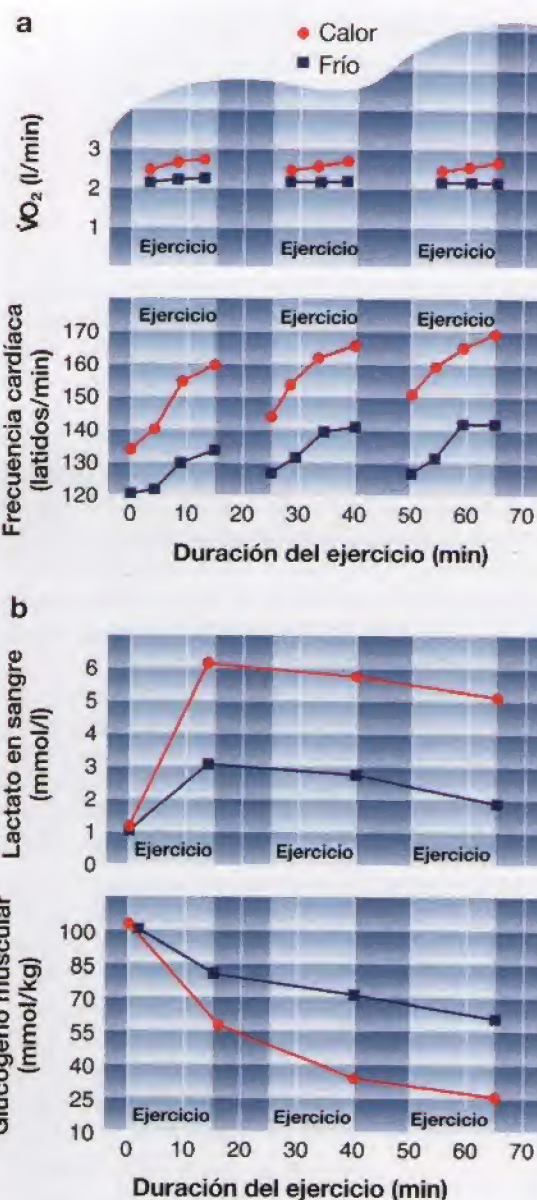 a
Calor
Frío
V̇O₂ (l/min)
3
2
1
Ejercicio Ejercicio Ejercicio
Frecuencia cardíaca
(latidos/min)
Ejercicio Ejercicio Ejercicio
170
160
150
140
130
120
0 10 20 30 40 50 60 70
Duración del ejercicio (min)
b
Lactato en sangre
(mmol/l)
6
5
4
3
2
1
0
Ejercicio Ejercicio Ejercicio
Glucógeno muscular
(mmol/kg)
100
85
70
55
40
25
10
Ejercicio Ejercicio Ejercicio
0 10 20 30 40 50 60 70
Duración del ejercicio (min)